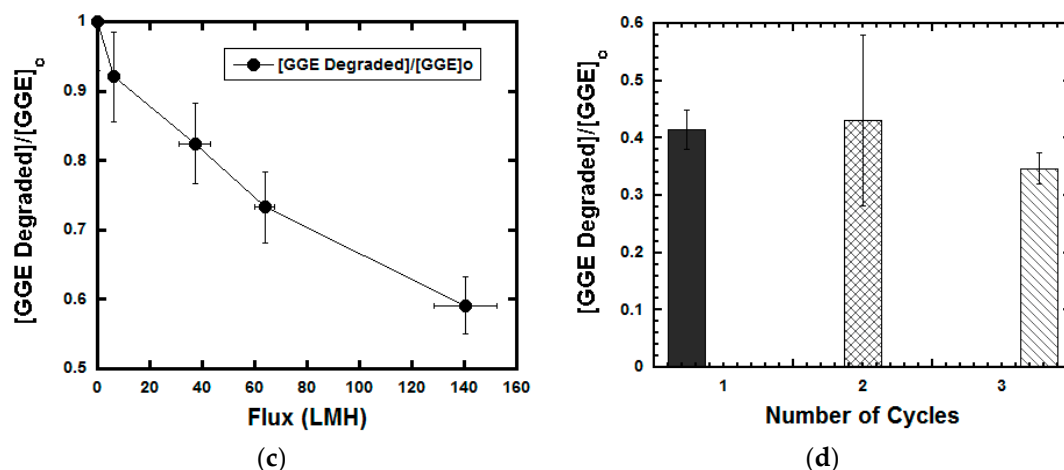 [GGE Degraded]/[GGE]o
1
0.9
0.8
0.7
0.6
0.5
[GGE Degraded]/[GGE]o
0 20 40 60 80 100 120 140 160
Flux (LMH)
(c)
[GGE Degraded]/[GGE]o
0.6
0.5
0.4
0.3
0.2
0.1
0
1 2 3
Number of Cycles
(d)